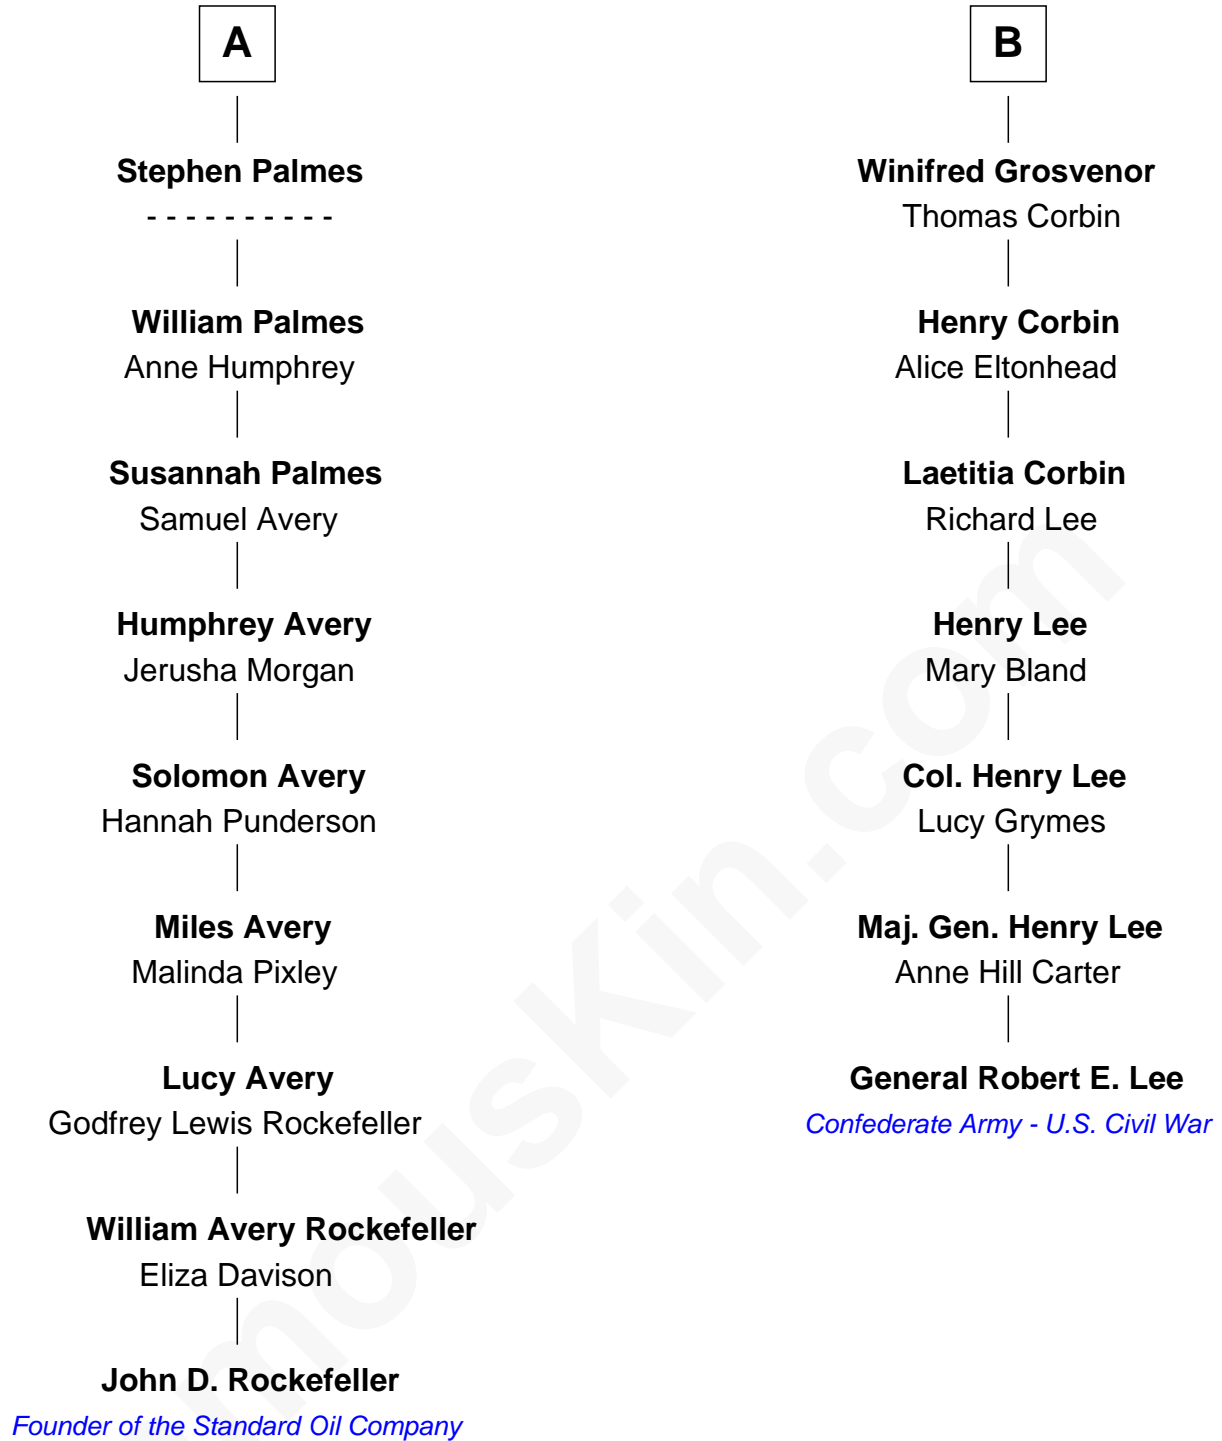 A
Stephen Palmes
- - - - - - - - - -
William Palmes
Anne Humphrey
Susannah Palmes
Samuel Avery
Humphrey Avery
Jerusha Morgan
Solomon Avery
Hannah Punderson
Miles Avery
Malinda Pixley
Lucy Avery
Godfrey Lewis Rockefeller
William Avery Rockefeller
Eliza Davison
John D. Rockefeller
Founder of the Standard Oil Company
B
Winifred Grosvenor
Thomas Corbin
Henry Corbin
Alice Eltonhead
Laetitia Corbin
Richard Lee
Henry Lee
Mary Bland
Col. Henry Lee
Lucy Grymes
Maj. Gen. Henry Lee
Anne Hill Carter
General Robert E. Lee
Confederate Army - U.S. Civil War
mousKin.com